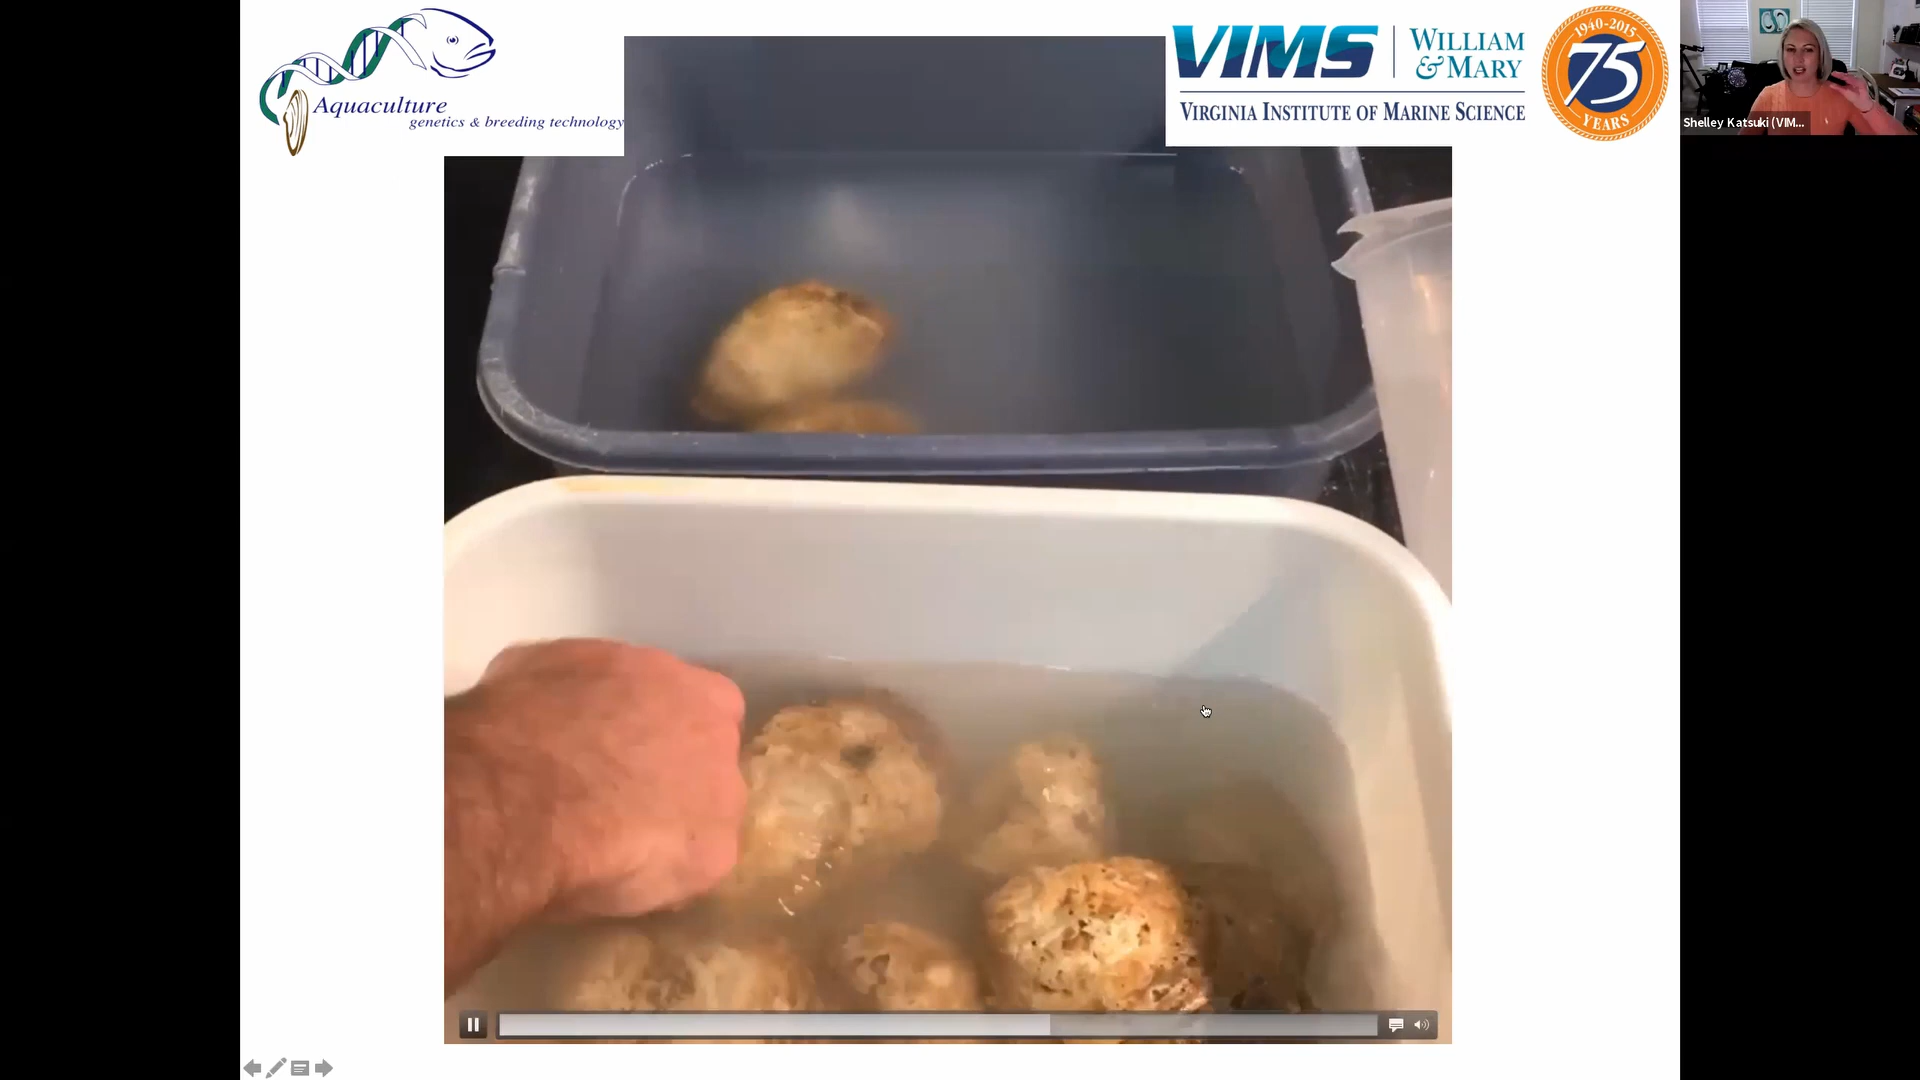 Aquaculture
genetics & breeding technology
VIMS
WILLIAM
& MARY
VIRGINIA INSTITUTE OF MARINE SCIENCE
1940-2015
75
YEARS
Shelley Katsuki (VIM...